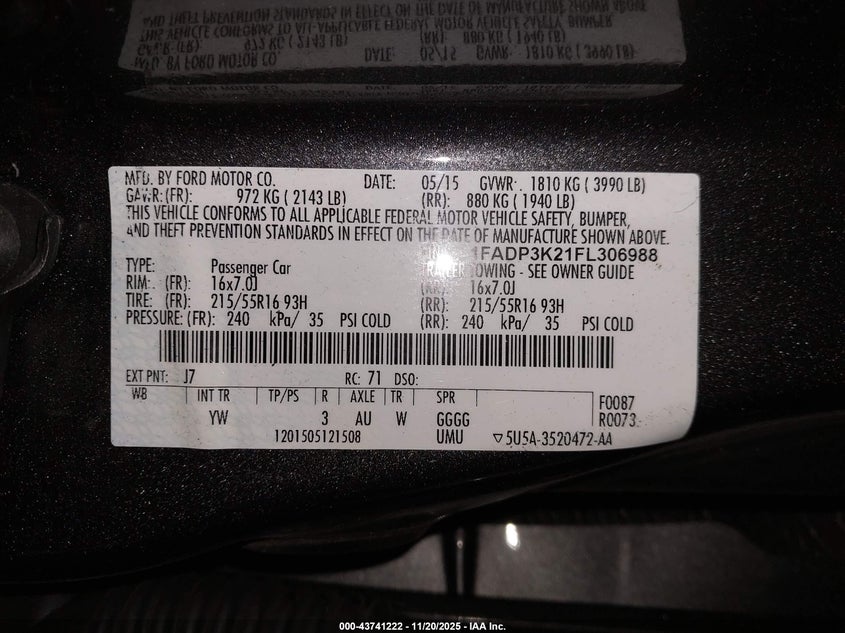 MFD. BY FORD MOTOR CO. DATE: 05/15 GVWR: 1810 KG ( 3990 LB)
GAWR: (FR): 972 KG ( 2143 LB) (RR): 880 KG ( 1940 LB)
THIS VEHICLE CONFORMS TO ALL APPLICABLE FEDERAL MOTOR VEHICLE SAFETY, BUMPER,
AND THEFT PREVENTION STANDARDS IN EFFECT ON THE DATE OF MANUFACTURE SHOWN ABOVE.
1FADP3K21FL306988
TYPE: Passenger Car TRAILER TOWING - SEE OWNER GUIDE
RIM: (FR): 16x7.0J (RR): 16x7.0J
TIRE: (FR): 215/55R16 93H (RR): 215/55R16 93H
PRESSURE: (FR): 240 kPa/ 35 PSI COLD (RR): 240 kPa/ 35 PSI COLD
EXT PNT: J7 RC: 71 DSO:
WB INT TR TP/PS R AXLE TR SPR F0087
YW 3 AU W GGGG R0073
1201505121508 UMU ▽5U5A-3520472-AA
000-43741222 - 11/20/2025 - IAA Inc.